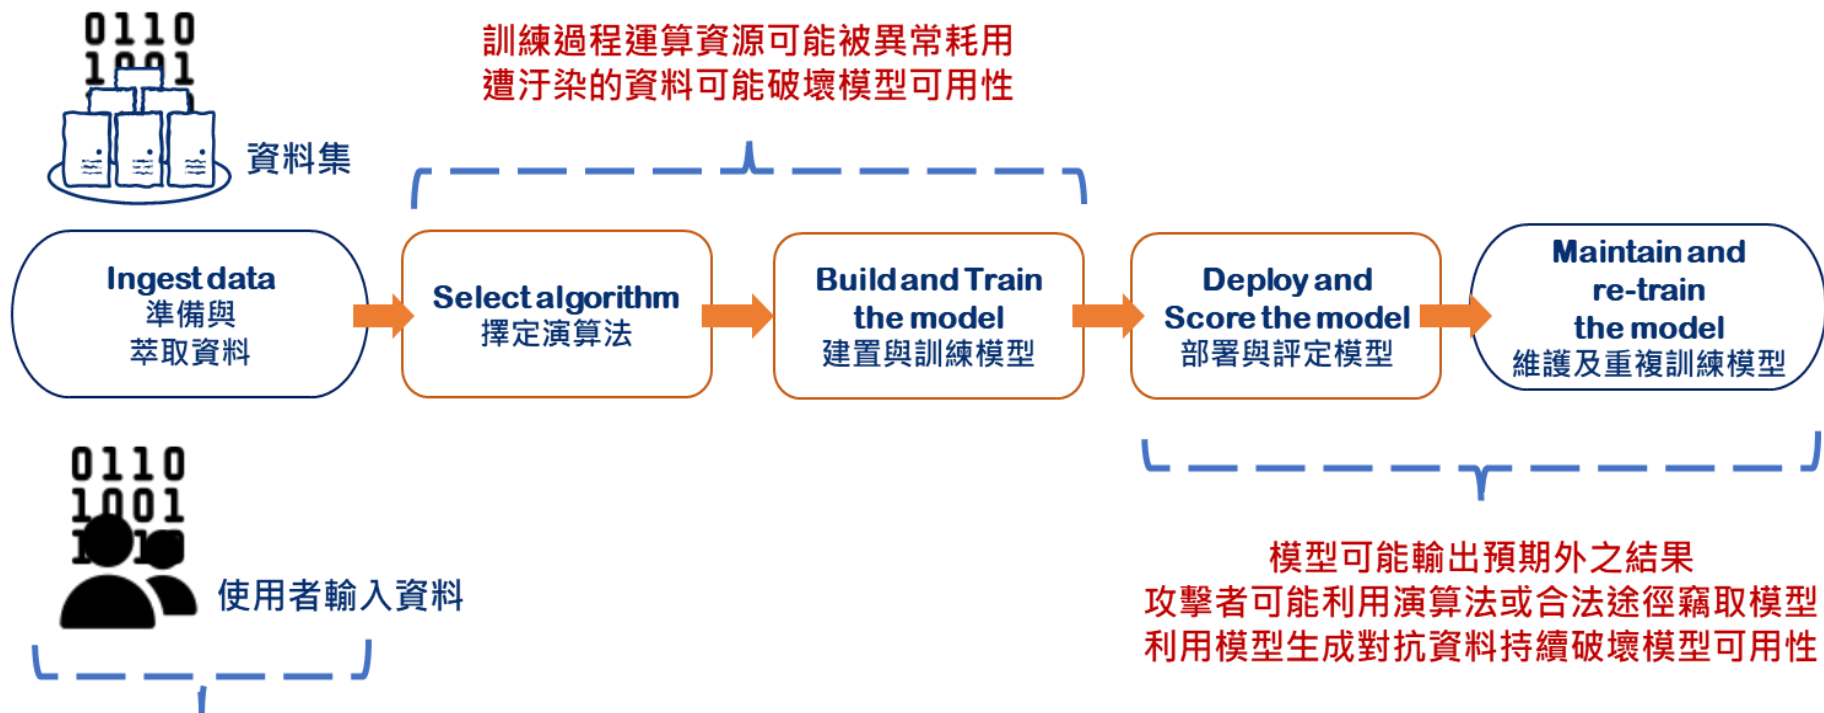 0110
1001
資料集
訓練過程運算資源可能被異常耗用
遭汙染的資料可能破壞模型可用性
Ingest data
準備與
萃取資料
Select algorithm
擇定演算法
Build and Train
the model
建置與訓練模型
Deploy and
Score the model
部署與評定模型
Maintain and
re-train
the model
維護及重複訓練模型
0110
1001
使用者輸入資料
模型可能輸出預期外之結果
攻擊者可能利用演算法或合法途徑竊取模型
利用模型生成對抗資料持續破壞模型可用性